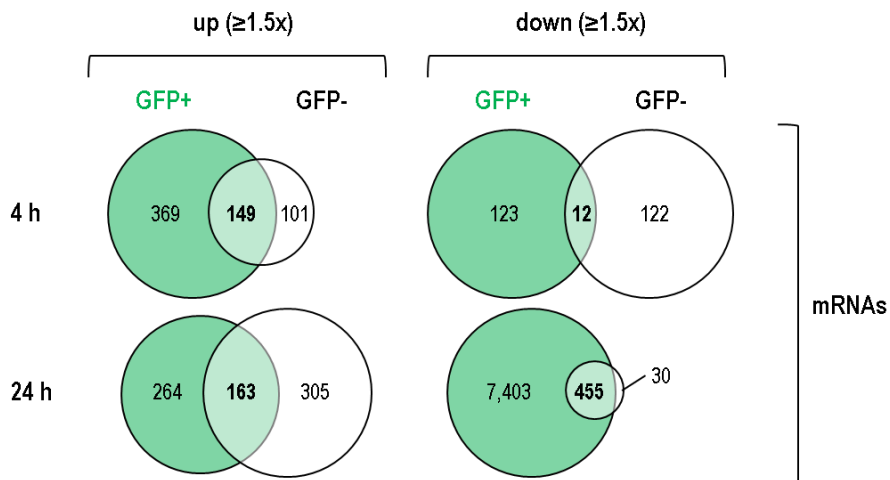 up (≥1.5x) down (≥1.5x)
GFP+ GFP- GFP+ GFP-
4 h 369 149 101 123 12 122
mRNAs
24 h 264 163 305 7,403 455 30